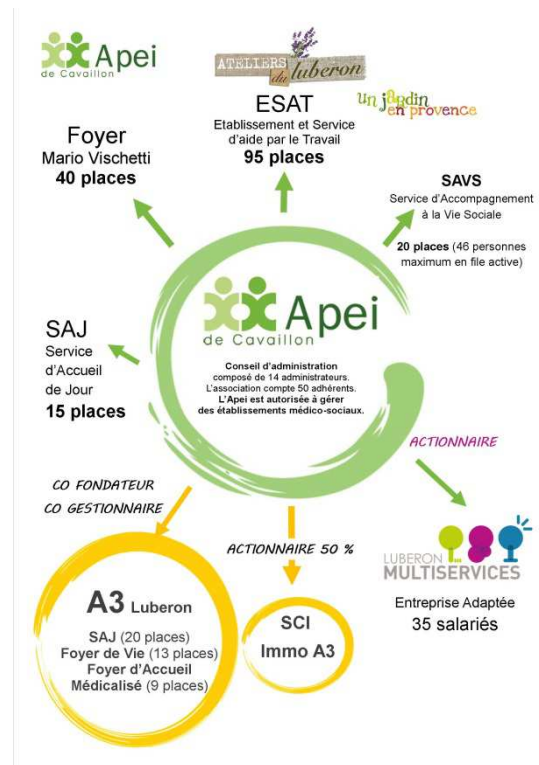 Apei
de Cavaillon
ATELIERS
du luberon
ESAT
Etablissement et Service
d'aide par le Travail
95 places
un jardin
en provence
Foyer
Mario Vischetti
40 places
SAVS
Service d'Accompagnement
à la Vie Sociale
20 places (46 personnes
maximum en file active)
Apei
de Cavaillon
Conseil d'administration
composé de 14 administrateurs.
L'association compte 50 adhérents.
L'Apei est autorisée à gérer
des établissements médico-sociaux.
SAJ
Service
d'Accueil
de Jour
15 places
ACTIONNAIRE
CO FONDATEUR
CO GESTIONNAIRE
ACTIONNAIRE 50 %
LUBERON
MULTISERVICES
Entreprise Adaptée
35 salariés
A3 Luberon
SAJ (20 places)
Foyer de Vie (13 places)
Foyer d'Accueil
Médicalisé (9 places)
SCI
Immo A3